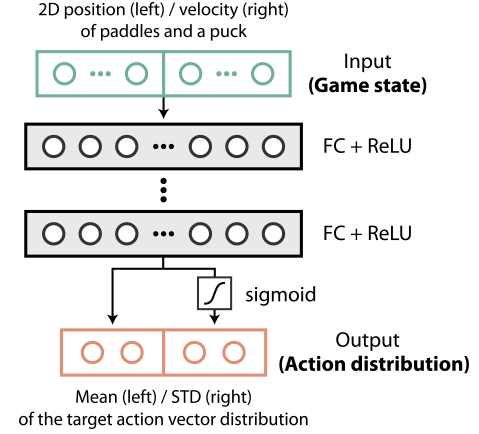 2D position (left) / velocity (right)
of paddles and a puck
Input
(Game state)
FC + ReLU
FC + ReLU
sigmoid
Output
(Action distribution)
Mean (left) / STD (right)
of the target action vector distribution